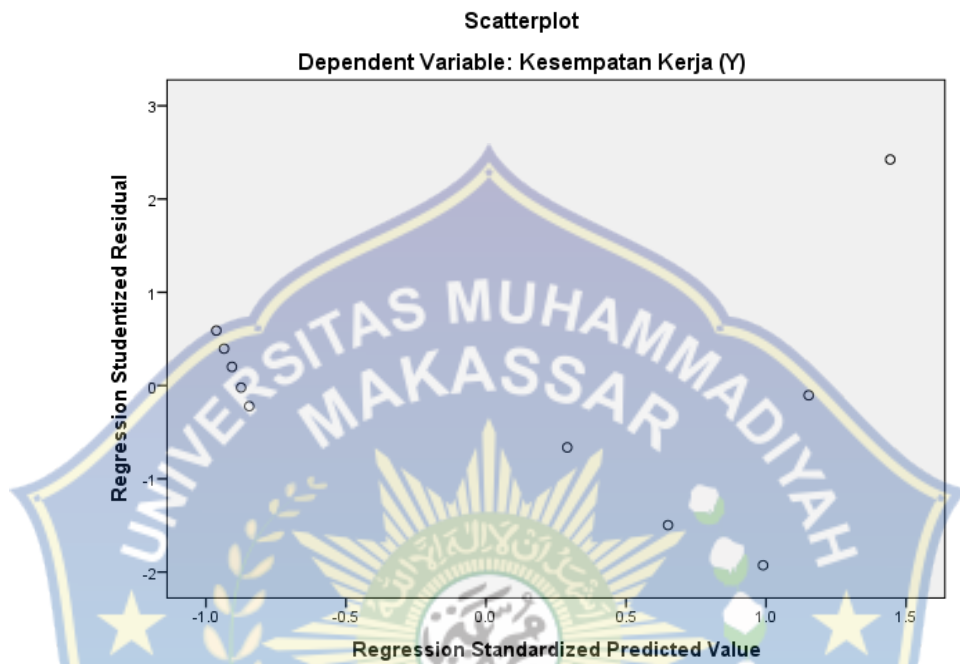 Scatterplot
Dependent Variable: Kesempatan Kerja (Y)
Regression Studentized Residual
3
2
1
0
-1
-2
-1.0 -0.5 0.0 0.5 1.0 1.5
Regression Standardized Predicted Value
UNIVERSITAS MUHAMMADIYAH
MAKASSAR